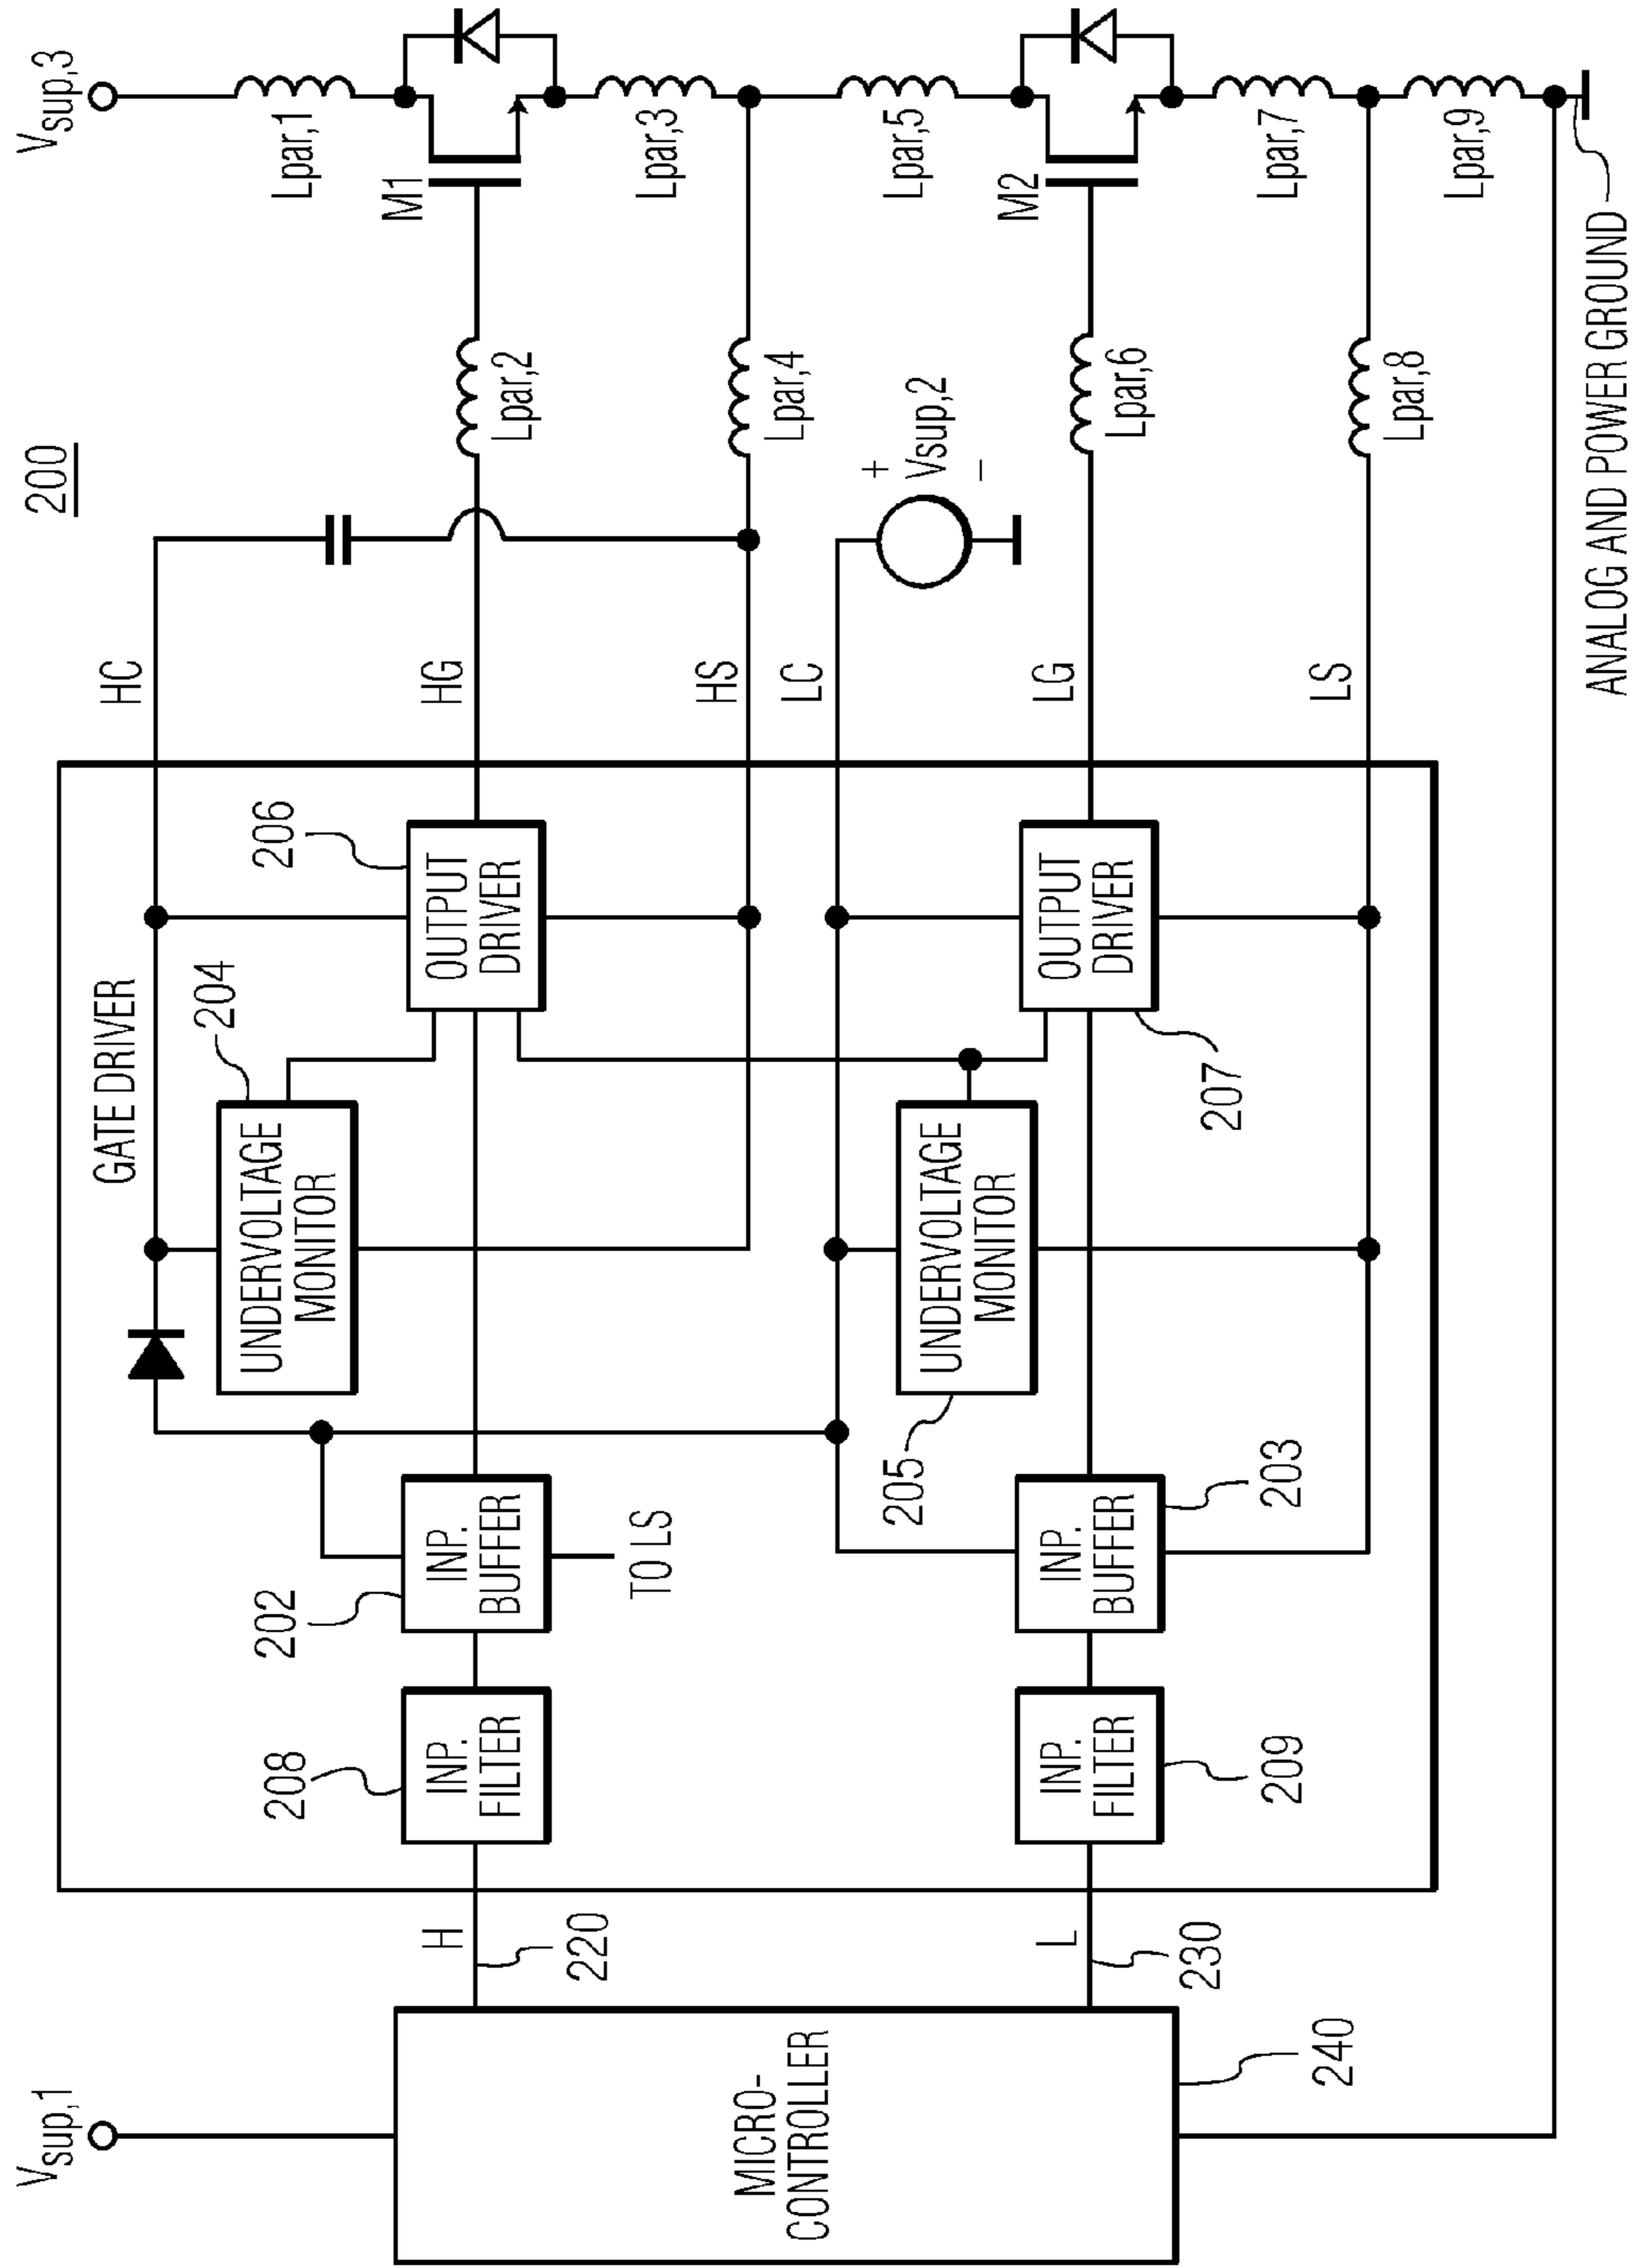 200
Vsup,1
Vsup,3
HC
GATE DRIVER
204
206
UNDERVOLTAGE
MONITOR
Lpar,1
208
202
M1
H
220
INP.
FILTER
INP.
BUFFER
OUTPUT
DRIVER
HG
Lpar,2
Lpar,3
TO LS
HS
Lpar,4
MICRO-
CONTROLLER
LC
+
Vsup,2
−
Lpar,5
205
UNDERVOLTAGE
MONITOR
M2
L
230
INP.
FILTER
INP.
BUFFER
OUTPUT
DRIVER
LG
Lpar,6
209
203
207
Lpar,7
240
LS
Lpar,8
Lpar,9
ANALOG AND POWER GROUND